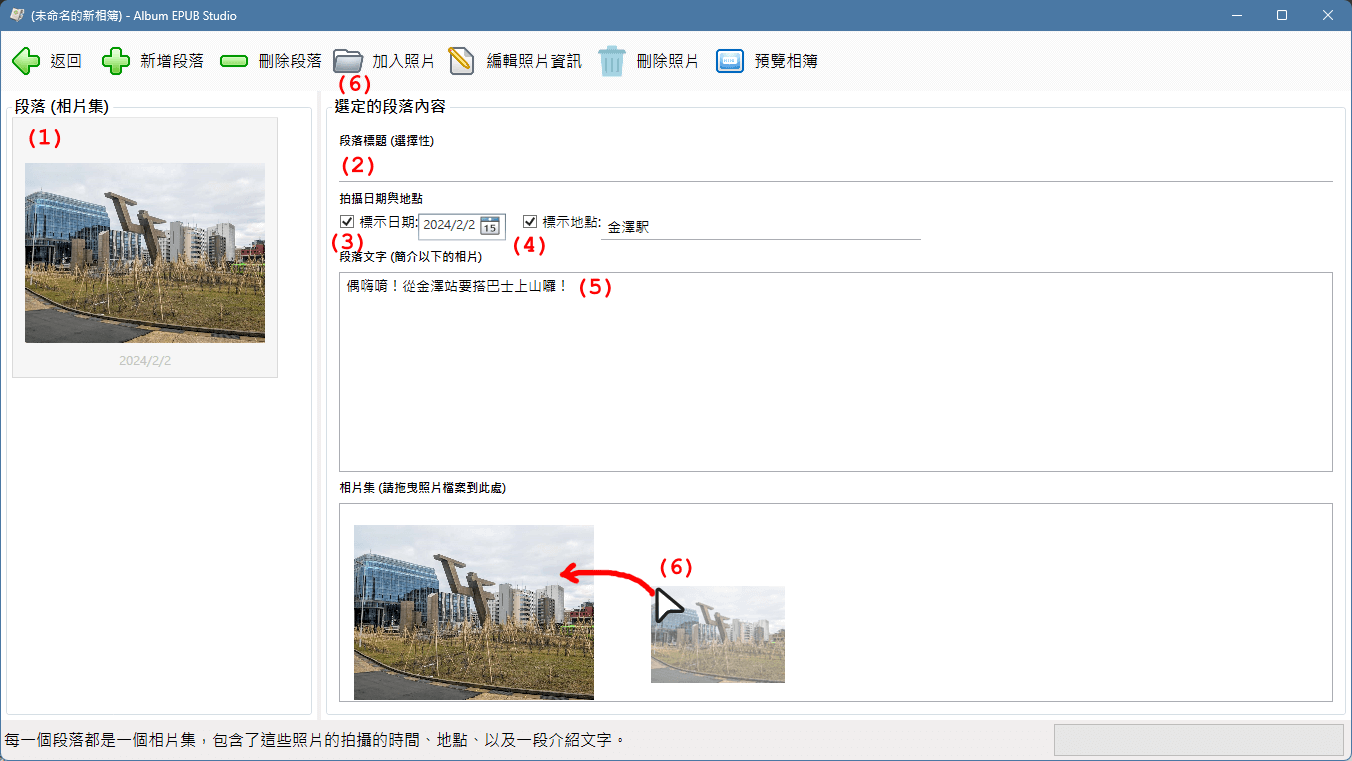 (未命名的新相簿) - Album EPUB Studio
返回 新增段落 刪除段落 加入照片 編輯照片資訊 刪除照片 預覽相簿
(6)
段落 (相片集)
(1)
2024/2/2
選定的段落內容
段落標題 (選擇性)
(2)
拍攝日期與地點
標示日期: 2024/2/2 15 標示地點: 金澤駅
(3) (4)
段落文字 (簡介以下的相片)
偶嗨唷！從金澤站要搭巴士上山囉！ (5)
相片集 (請拖曳照片檔案到此處)
(6)
每一個段落都是一個相片集，包含了這些照片的拍攝的時間、地點、以及一段介紹文字。